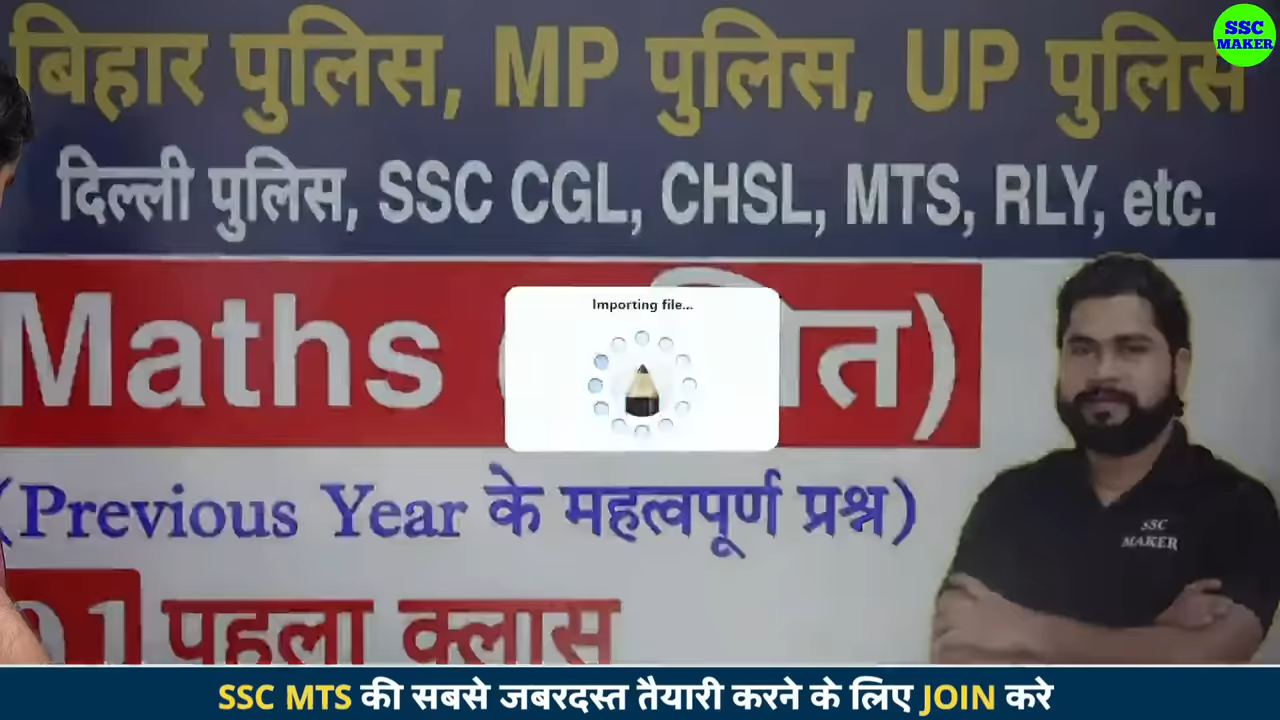 बिहार पुलिस, MP पुलिस, UP पुलिस
SSC
MAKER
दिल्ली पुलिस, SSC CGL, CHSL, MTS, RLY, etc.
Maths (
त)
Importing file...
(Previous Year के महत्वपूर्ण प्रश्न)
SSC
MAKER
01 पहला क्लास
SSC MTS की सबसे जबरदस्त तैयारी करने के लिए JOIN करे